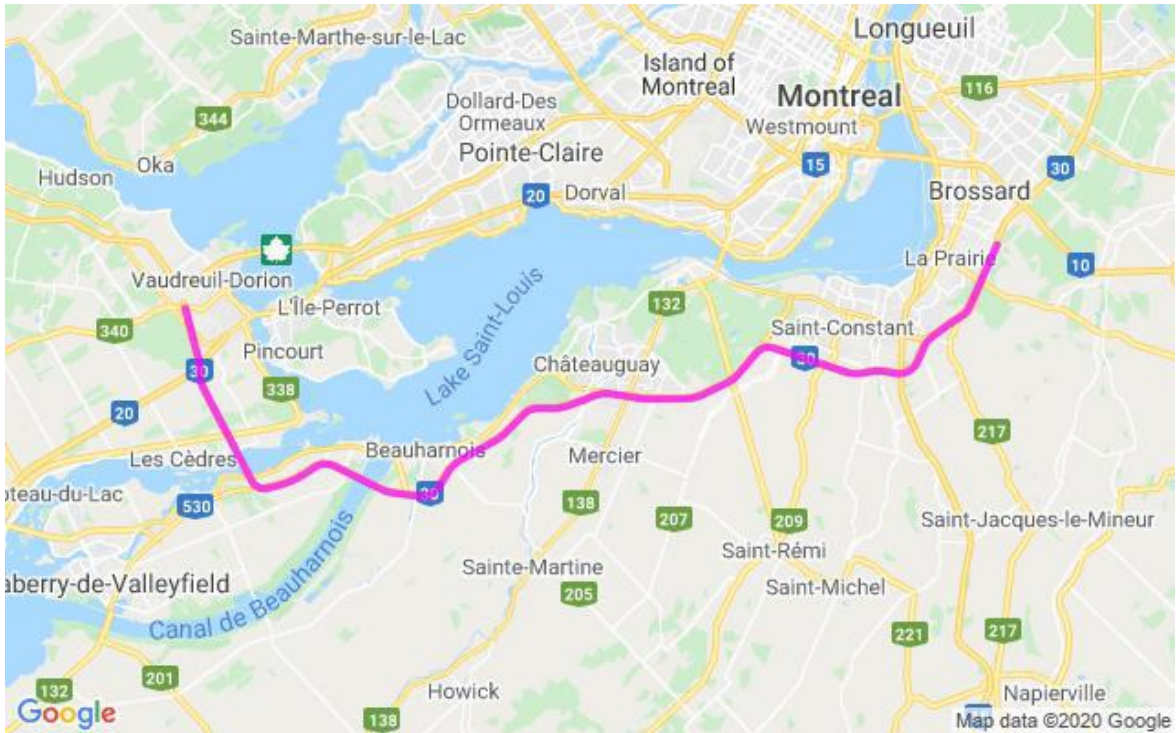 Longueuil
Sainte-Marthe-sur-le-Lac
Island of
Montreal
116
Montreal
344
Dollard-Des
Ormeaux
Westmount
Oka
Pointe-Claire
15
30
Hudson
20
Dorval
Brossard
La Prairie
10
Vaudreuil-Dorion
L'Île-Perrot
132
340
Saint-Constant
Pincourt
30
Lake Saint-Louis
Châteauguay
30
338
20
217
Les Cèdres
Beauharnois
Mercier
oteau-du-Lac
530
30
138
207
209
Saint-Jacques-le-Mineur
Saint-Rémi
aberry-de-Valleyfield
Sainte-Martine
205
Saint-Michel
Canal de Beauharnois
221
217
201
132
Howick
Napierville
Google
138
Map data ©2020 Google